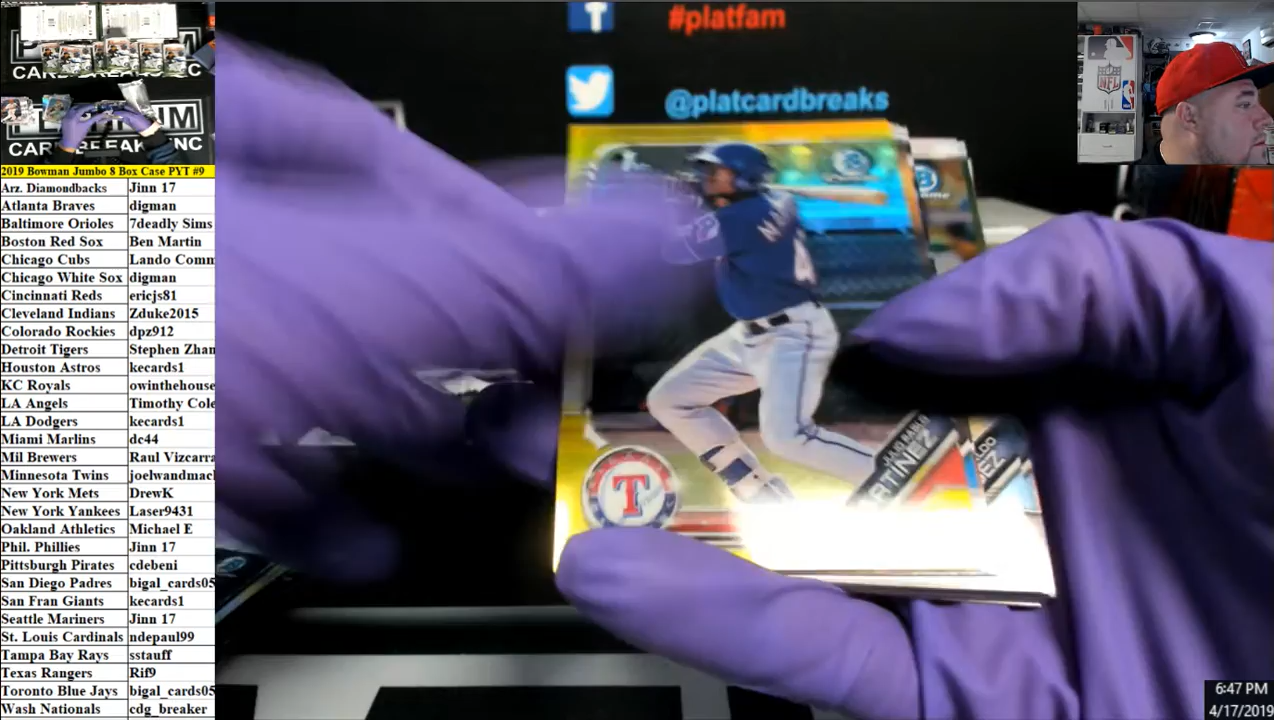 #platfam
@platcardbreaks
2019 Bowman Jumbo 8 Box Case PYT #9
Arz. Diamondbacks Jinn 17
Atlanta Braves digman
Baltimore Orioles 7deadly Sims
Boston Red Sox Ben Martin
Chicago Cubs Lando Comm
Chicago White Sox digman
Cincinnati Reds ericjs81
Cleveland Indians Zduke2015
Colorado Rockies dpz912
Detroit Tigers Stephen Zhan
Houston Astros kecards1
KC Royals owinthehouse
LA Angels Timothy Cole
LA Dodgers kecards1
Miami Marlins dc44
Mil Brewers Raul Vizcarra
Minnesota Twins joelwandmac
New York Mets DrewK
New York Yankees Laser9431
Oakland Athletics Michael E
Phil. Phillies Jinn 17
Pittsburgh Pirates cdebeni
San Diego Padres bigal_cards05
San Fran Giants kecards1
Seattle Mariners Jinn 17
St. Louis Cardinals ndepaul99
Tampa Bay Rays sstauff
Texas Rangers Rif9
Toronto Blue Jays bigal_cards05
Wash Nationals cdg_breaker
NFL
T
6:47 PM
4/17/2019